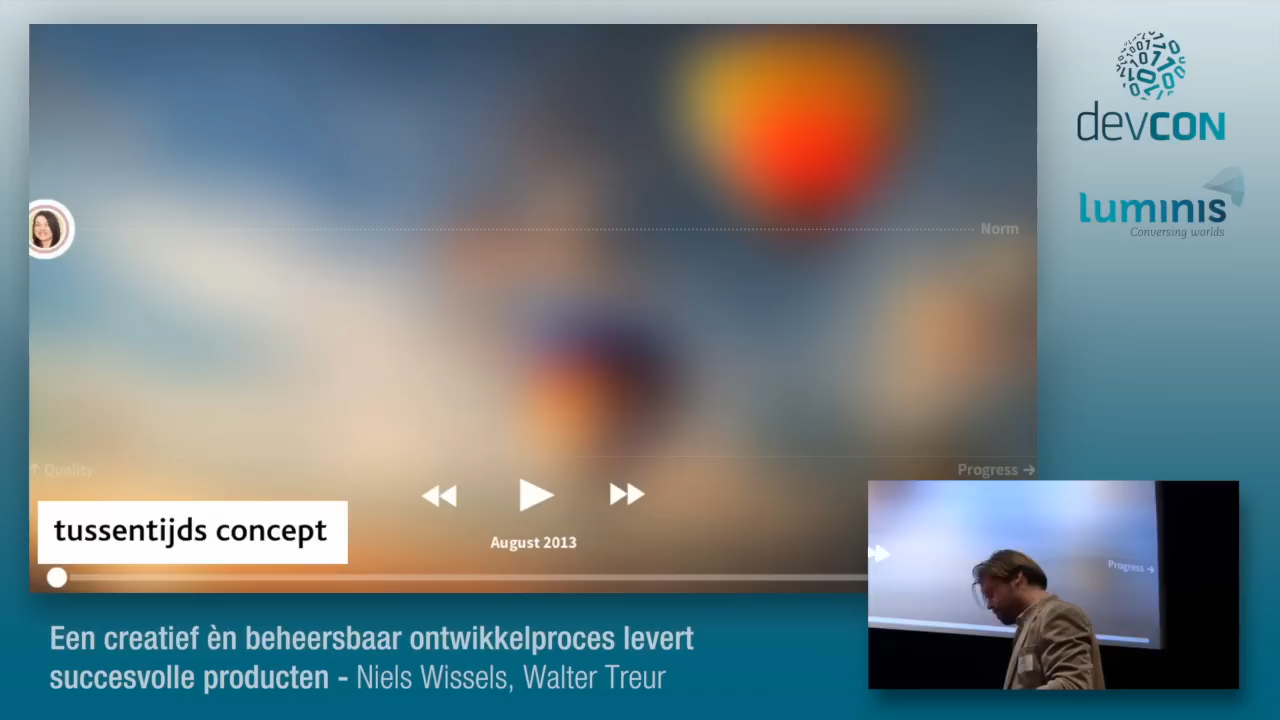 devCON
luminis
Conversing worlds
Norm
↑ Quality
Progress →
tussentijds concept
August 2013
Progress →
Een creatief èn beheersbaar ontwikkelproces levert
succesvolle producten - Niels Wissels, Walter Treur